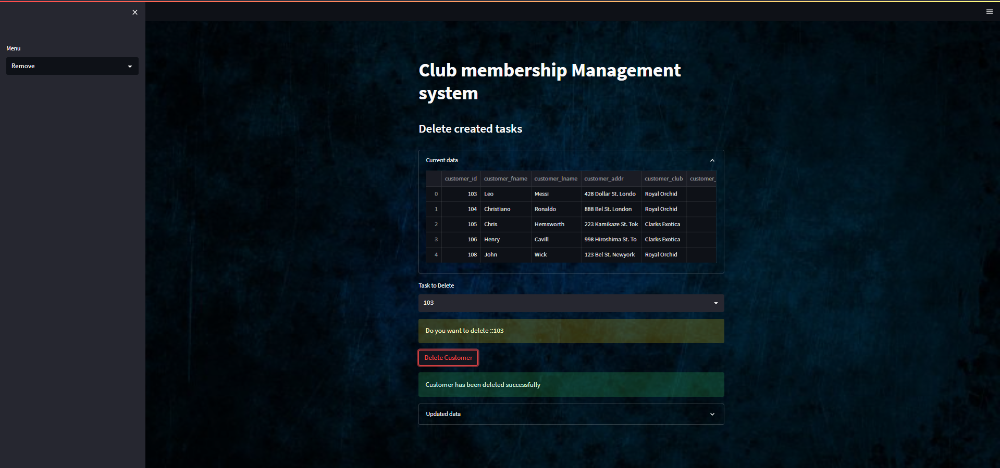 Menu
Remove
Club membership Management
system
Delete created tasks
Current data
customer_id customer_fname customer_lname customer_addr customer_club customer_
0 103 Leo Messi 428 Dollar St. Londo Royal Orchid
1 104 Christiano Ronaldo 888 Bel St. London Royal Orchid
2 105 Chris Hemsworth 223 Kamikaze St. Tok Clarks Exotica
3 106 Henry Cavill 998 Hiroshima St. To Clarks Exotica
4 108 John Wick 123 Bel St. Newyork Royal Orchid
Task to Delete
103
Do you want to delete ::103
Delete Customer
Customer has been deleted successfully
Updated data